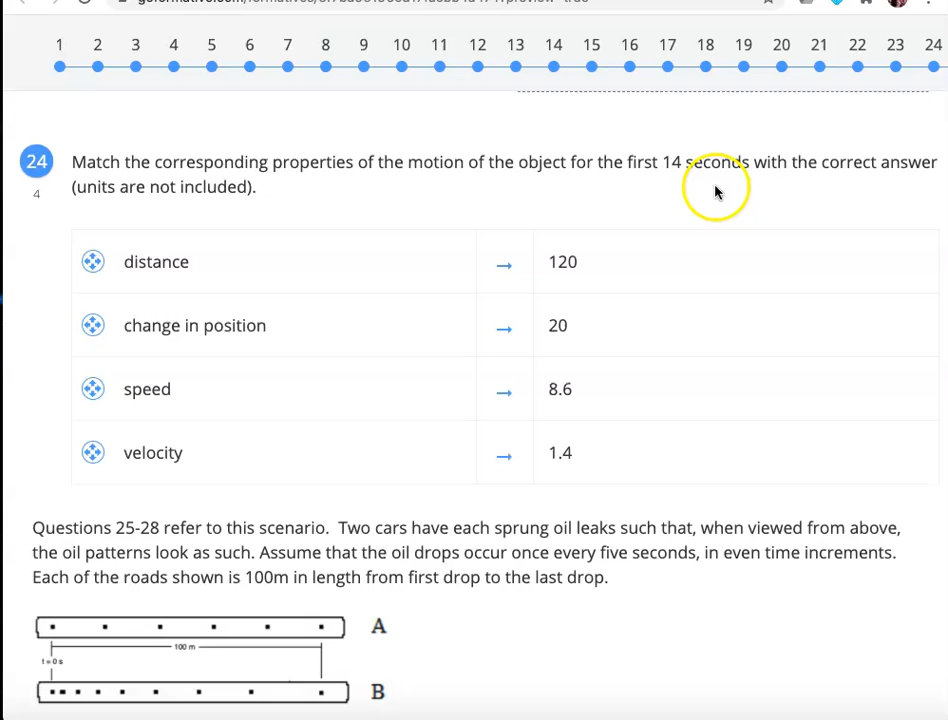 1 2 3 4 5 6 7 8 9 10 11 12 13 14 15 16 17 18 19 20 21 22 23 24
24 Match the corresponding properties of the motion of the object for the first 14 seconds with the correct answer
4 (units are not included).
distance → 120
change in position → 20
speed → 8.6
velocity → 1.4
Questions 25-28 refer to this scenario. Two cars have each sprung oil leaks such that, when viewed from above,
the oil patterns look as such. Assume that the oil drops occur once every five seconds, in even time increments.
Each of the roads shown is 100m in length from first drop to the last drop.
A
100 m
t=0 s
B